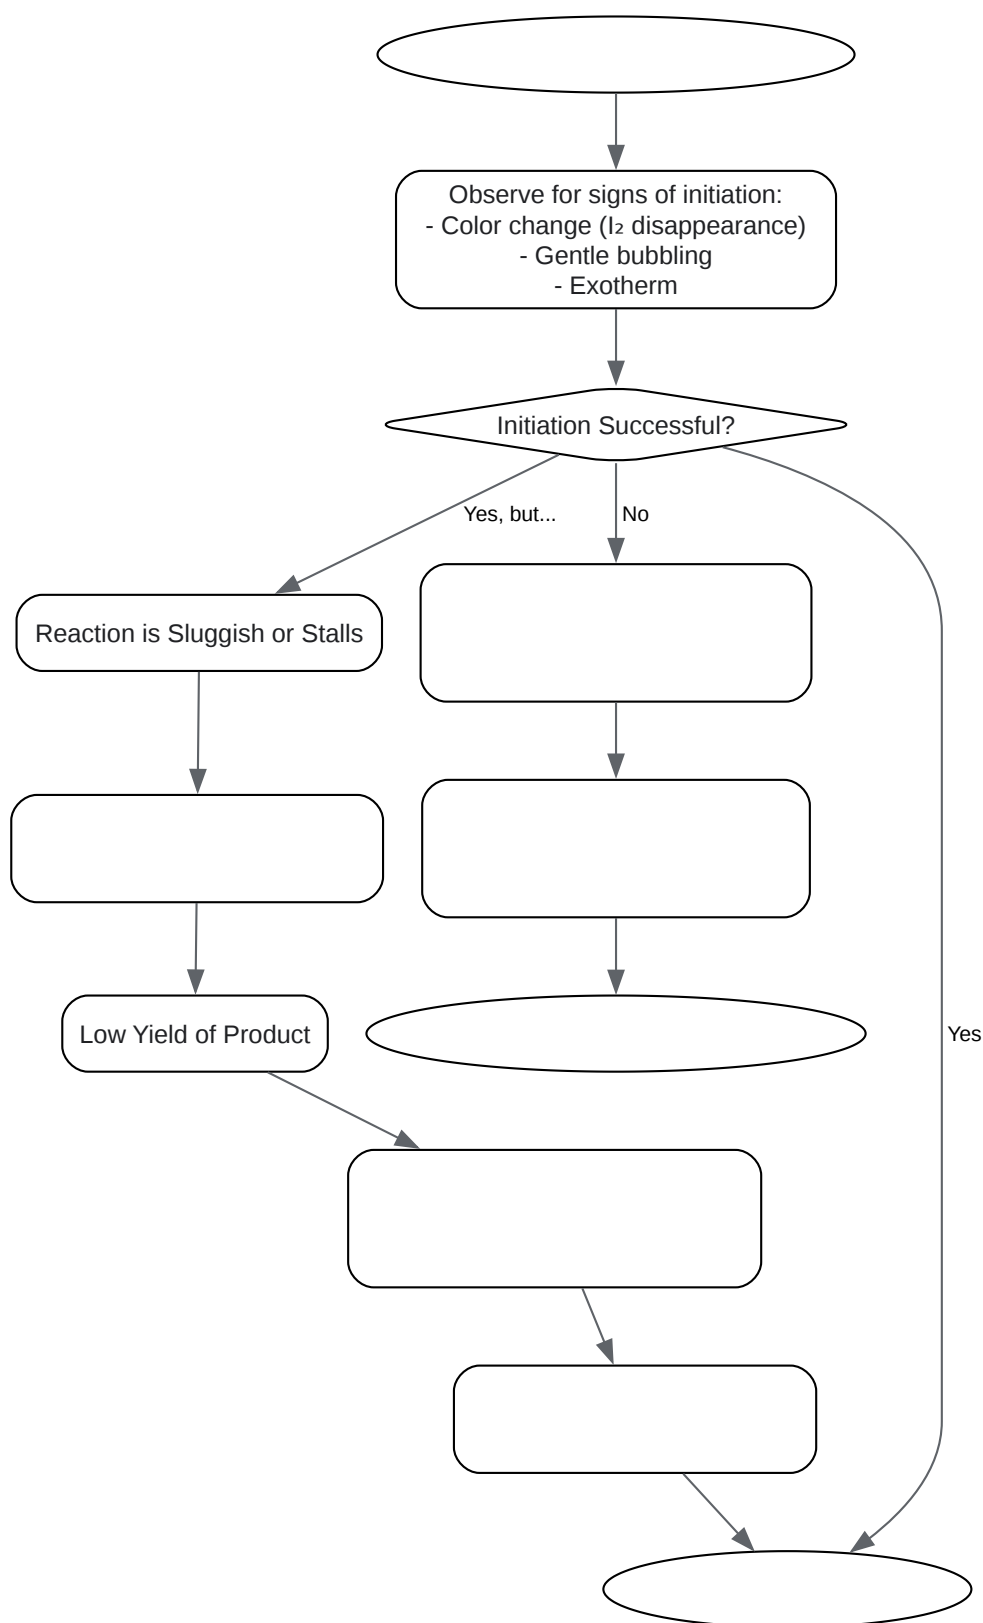 Observe for signs of initiation:
- Color change (I₂ disappearance)
- Gentle bubbling
- Exotherm
Initiation Successful?
Yes, but...
No
Reaction is Sluggish or Stalls
Low Yield of Product
Yes